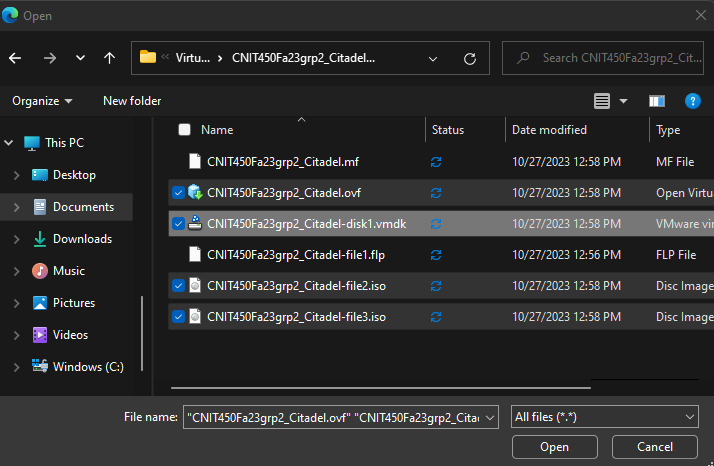 Open
Virtu... CNIT450Fa23grp2_Citadel...
Search CNIT450Fa23grp2_Cit...
Organize New folder
?
This PC
Desktop
Documents
Downloads
Music
Pictures
Videos
Windows (C:)
Name Status Date modified Type
CNIT450Fa23grp2_Citadel.mf 10/27/2023 12:58 PM MF File
CNIT450Fa23grp2_Citadel.ovf 10/27/2023 12:58 PM Open Virtu
CNIT450Fa23grp2_Citadel-disk1.vmdk 10/27/2023 12:58 PM VMware vir
CNIT450Fa23grp2_Citadel-file1.flp 10/27/2023 12:56 PM FLP File
CNIT450Fa23grp2_Citadel-file2.iso 10/27/2023 12:58 PM Disc Image
CNIT450Fa23grp2_Citadel-file3.iso 10/27/2023 12:58 PM Disc Image
File name: "CNIT450Fa23grp2_Citadel.ovf" "CNIT450Fa23grp2_Citad All files (*.*)
Open Cancel